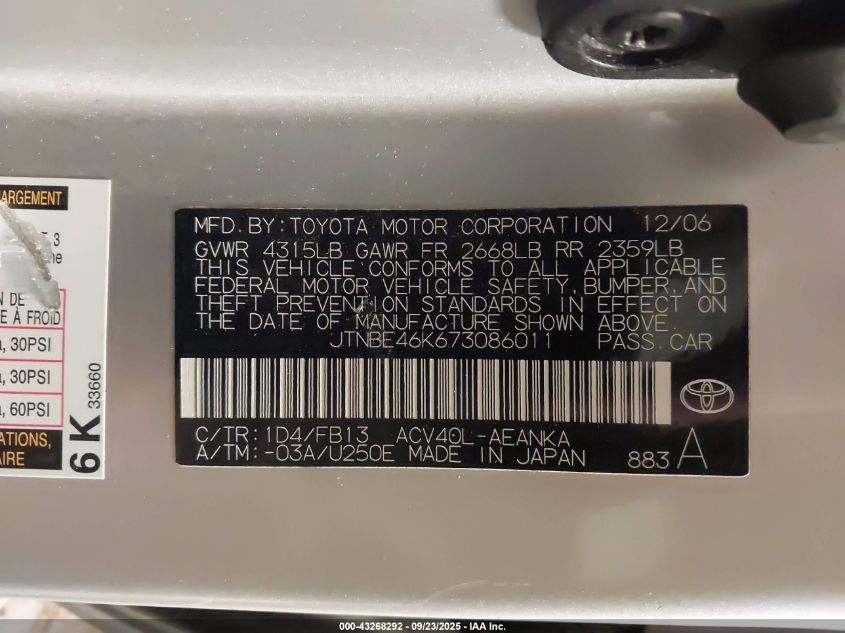 ARGEMENT
3
ne
N DE
E À FROID
a, 30PSI
a, 30PSI
a, 60PSI
ATIONS,
AIRE
6K 33660
MFD. BY: TOYOTA MOTOR CORPORATION 12/06
GVWR 4315LB GAWR FR 2668LB RR 2359LB
THIS VEHICLE CONFORMS TO ALL APPLICABLE
FEDERAL MOTOR VEHICLE SAFETY, BUMPER, AND
THEFT PREVENTION STANDARDS IN EFFECT ON
THE DATE OF MANUFACTURE SHOWN ABOVE.
JTNBE46K673086011 PASS. CAR
C/TR: 1D4/FB13 ACV40L-AEANKA
A/TM: -03A/U250E MADE IN JAPAN 883 A
000-43268292 - 09/23/2025 - IAA Inc.